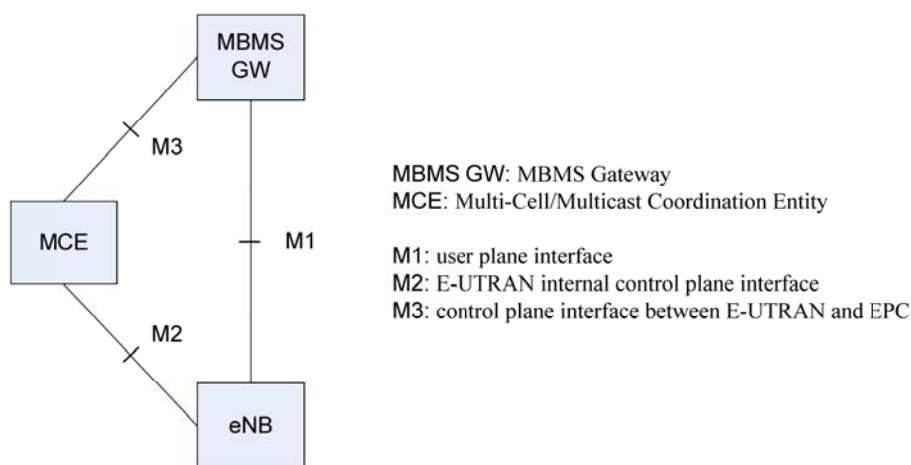 MBMS
GW
M3
MCE
M1
M2
eNB
MBMS GW: MBMS Gateway
MCE: Multi-Cell/Multicast Coordination Entity
M1: user plane interface
M2: E-UTRAN internal control plane interface
M3: control plane interface between E-UTRAN and EPC